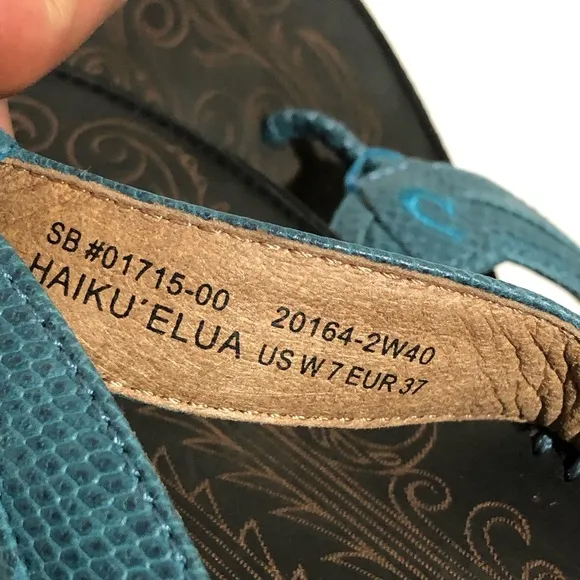 SB #01715-00 20164-2W40
HAIKU'ELUA US W 7 EUR 37